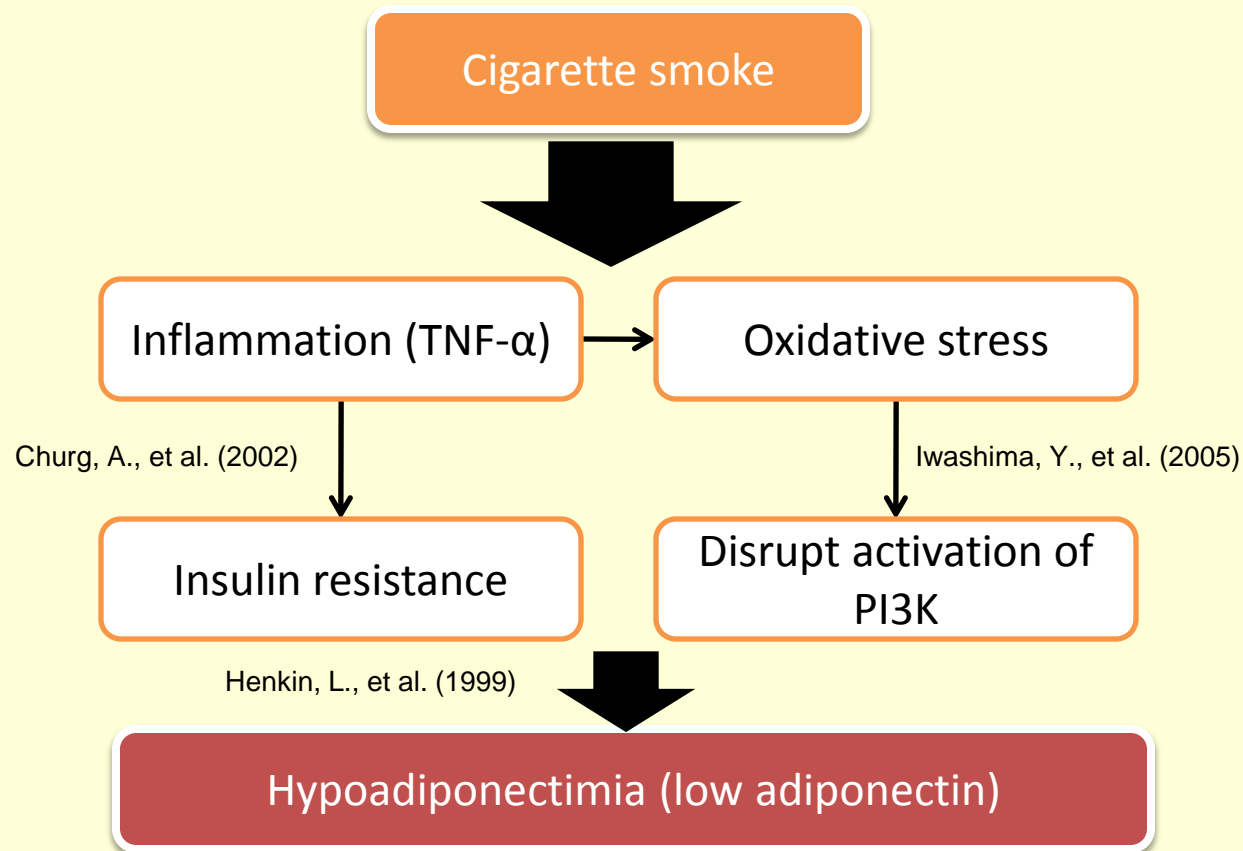 Cigarette smoke
Inflammation (TNF-α)
Oxidative stress
Churg, A., et al. (2002)
Iwashima, Y., et al. (2005)
Insulin resistance
Disrupt activation of
PI3K
Henkin, L., et al. (1999)
Hypoadiponectimia (low adiponectin)